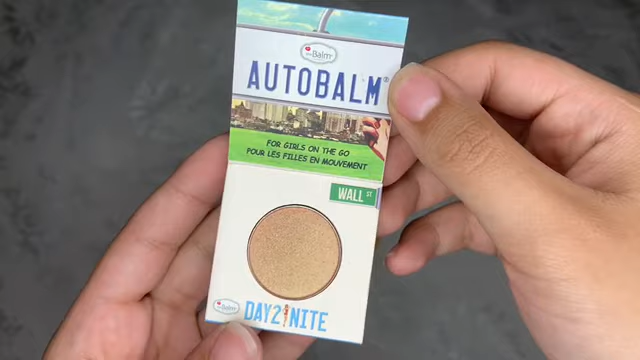 theBalm®
AUTOBALM®
FOR GIRLS ON THE GO
POUR LES FILLES EN MOUVEMENT
WALL ST
theBalm®
DAY2NITE